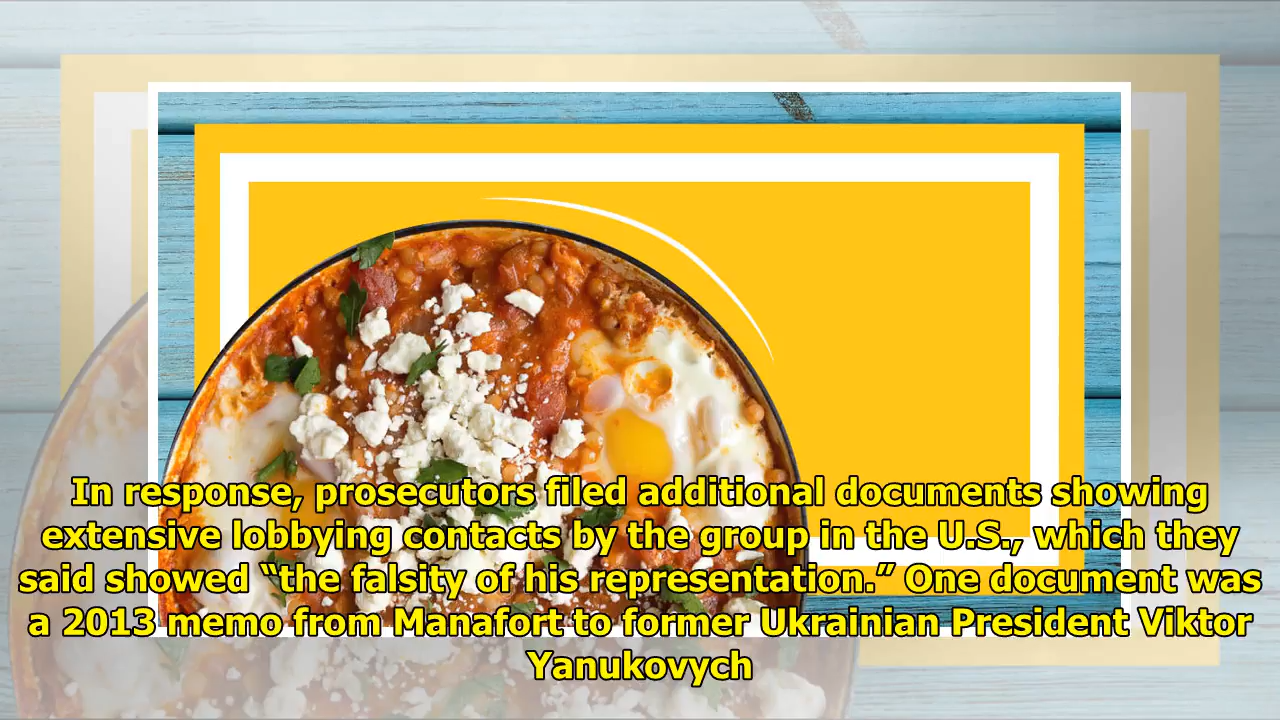 In response, prosecutors filed additional documents showing
extensive lobbying contacts by the group in the U.S., which they
said showed “the falsity of his representation.” One document was
a 2013 memo from Manafort to former Ukrainian President Viktor
Yanukovych